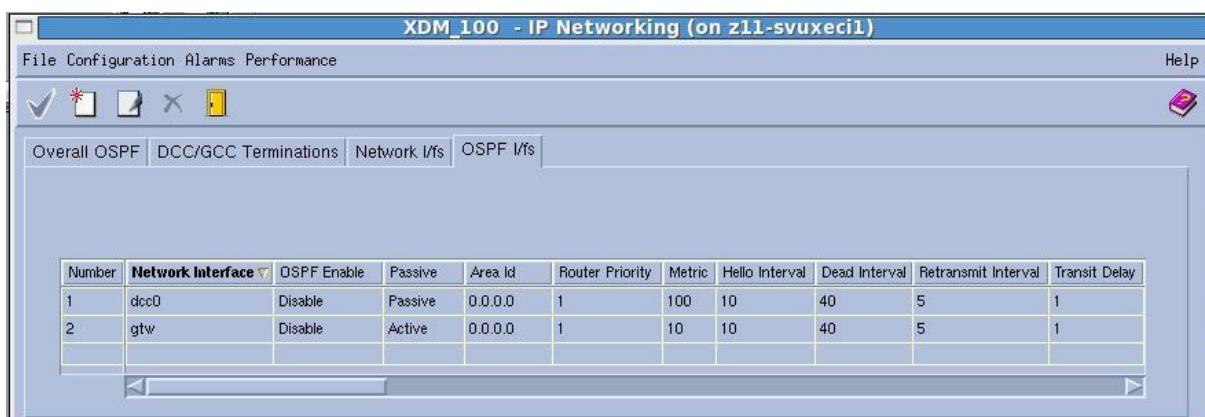 XDM_100 - IP Networking (on z11-svuxeci1)
File Configuration Alarms Performance Help
Overall OSPF DCC/GCC Terminations Network I/fs OSPF I/fs
Number Network Interface OSPF Enable Passive Area Id Router Priority Metric Hello Interval Dead Interval Retransmit Interval Transit Delay
1 dcc0 Disable Passive 0.0.0.0 1 100 10 40 5 1
2 gtw Disable Active 0.0.0.0 1 10 10 40 5 1